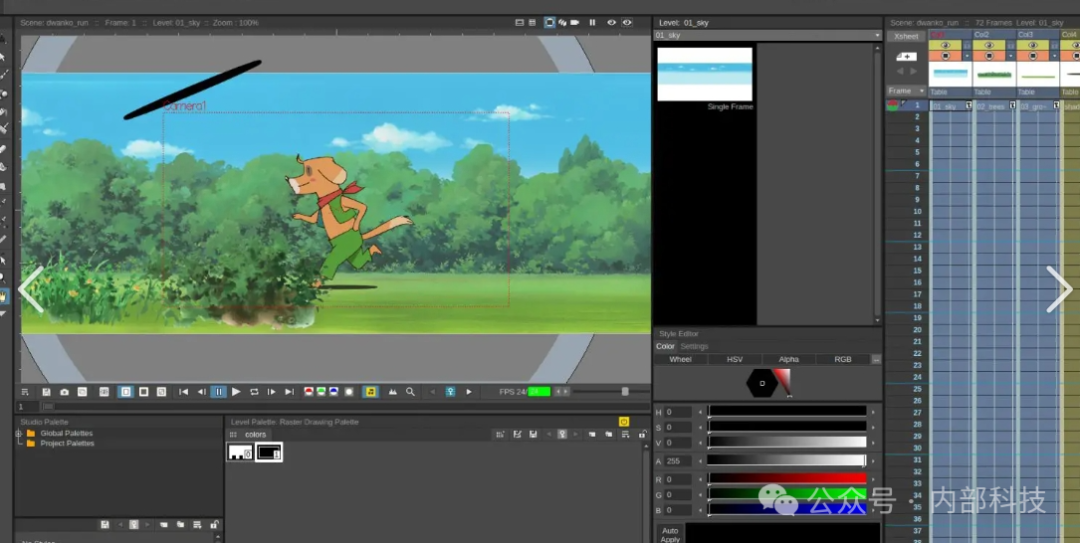 Scene: dwanko_run :: Frame: 1 :: Level: 01_sky :: Zoom : 100%
Camera1
FPS 24/
1
Level: 01_sky
01_sky
Single Frame
Style Editor
Color Settings
Wheel HSV Alpha RGB ...
H 0
S 0
V 0
A 255
R 0
G 0
B 0
Auto
Apply
Studio Palette
Global Palettes
Project Palettes
Level Palette: Raster Drawing Palette
colors
Scene: dwanko_run :: 72 Frames Level: 01_sky
Xsheet Col1 Col2 Col3 Col4
Table Table Table Table
Frame
1 01_sky
2
3
4
5
6
7
8
9
10
11
12
13
14
15
16
17
18
19
20
21
22
23
24
25
26
27
28
29
30
31
32
33
34
35
36
37
38
公众号 · 内部科技